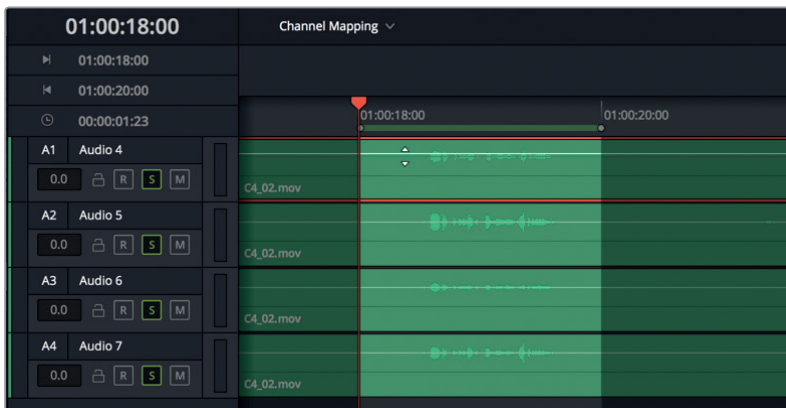 01:00:18:00
Channel Mapping
01:00:18:00
01:00:20:00
00:00:01:23
01:00:18:00
01:00:20:00
A1 Audio 4
0.0 R S M
C4_02.mov
A2 Audio 5
0.0 R S M
C4_02.mov
A3 Audio 6
0.0 R S M
C4_02.mov
A4 Audio 7
0.0 R S M
C4_02.mov